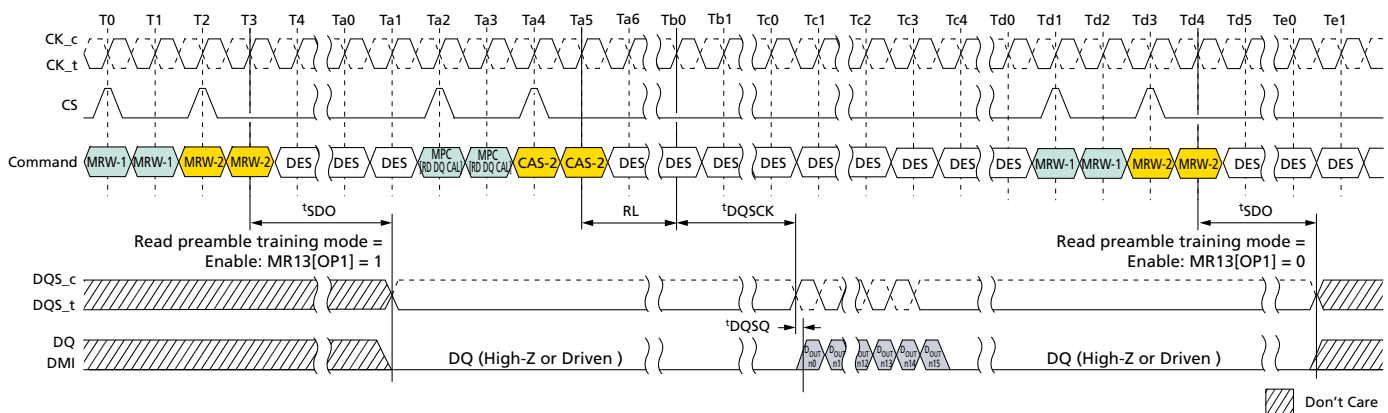 T0 T1 T2 T3 T4 Ta0 Ta1 Ta2 Ta3 Ta4 Ta5 Ta6 Tb0 Tb1 Tc0 Tc1 Tc2 Tc3 Tc4 Td0 Td1 Td2 Td3 Td4 Td5 Te0 Te1
CK_c
CK_t
CS
Command MRW-1 MRW-1 MRW-2 MRW-2 DES DES DES MPC (RD DQ CAL) MPC (RD DQ CAL) CAS-2 CAS-2 DES DES DES DES DES DES DES DES DES MRW-1 MRW-1 MRW-2 MRW-2 DES DES DES
tSDO RL tDQSCK tSDO
Read preamble training mode =
Enable: MR13[OP1] = 1
Read preamble training mode =
Enable: MR13[OP1] = 0
DQS_c
DQS_t
tDQSQ
DQ
DMI
DQ (High-Z or Driven )
DOUT n0 DOUT n1 DOUT n12 DOUT n13 DOUT n14 DOUT n15
DQ (High-Z or Driven )
Don't Care